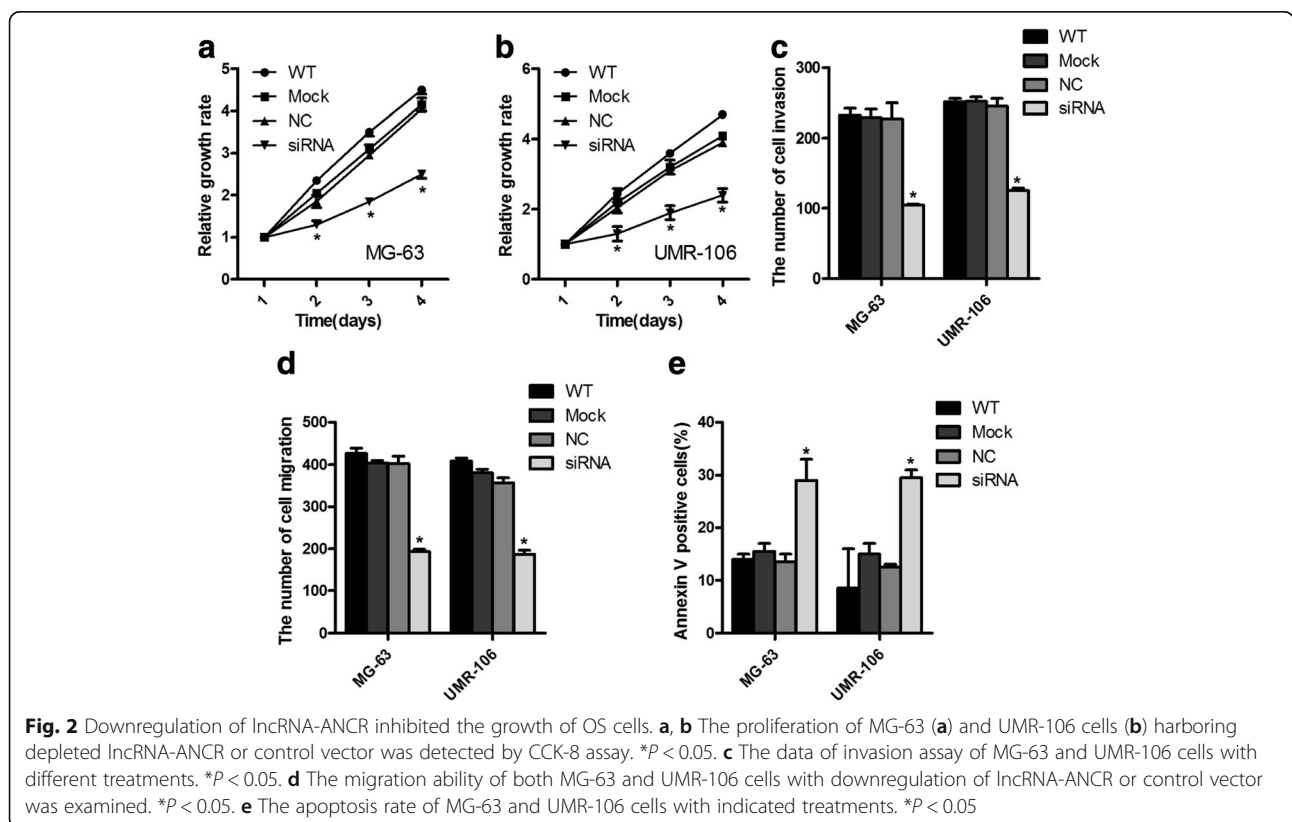 a
WT
Mock
NC
siRNA
Relative growth rate
5
4
3
2
1
0
* * *
MG-63
1 2 3 4
Time(days)
b
WT
Mock
NC
siRNA
Relative growth rate
6
4
2
0
* * *
UMR-106
1 2 3 4
Time(days)
c
WT
Mock
NC
siRNA
The number of cell invasion
300
200
100
0
* *
MG-63 UMR-106
d
WT
Mock
NC
siRNA
The number of cell migration
500
400
300
200
100
0
* *
MG-63 UMR-106
e
WT
Mock
NC
siRNA
Annexin V positive cells(%)
40
30
20
10
0
* *
MG-63 UMR-106
Fig. 2 Downregulation of lncRNA-ANCR inhibited the growth of OS cells. a, b The proliferation of MG-63 (a) and UMR-106 cells (b) harboring
depleted lncRNA-ANCR or control vector was detected by CCK-8 assay. *P < 0.05. c The data of invasion assay of MG-63 and UMR-106 cells with
different treatments. *P < 0.05. d The migration ability of both MG-63 and UMR-106 cells with downregulation of lncRNA-ANCR or control vector
was examined. *P < 0.05. e The apoptosis rate of MG-63 and UMR-106 cells with indicated treatments. *P < 0.05